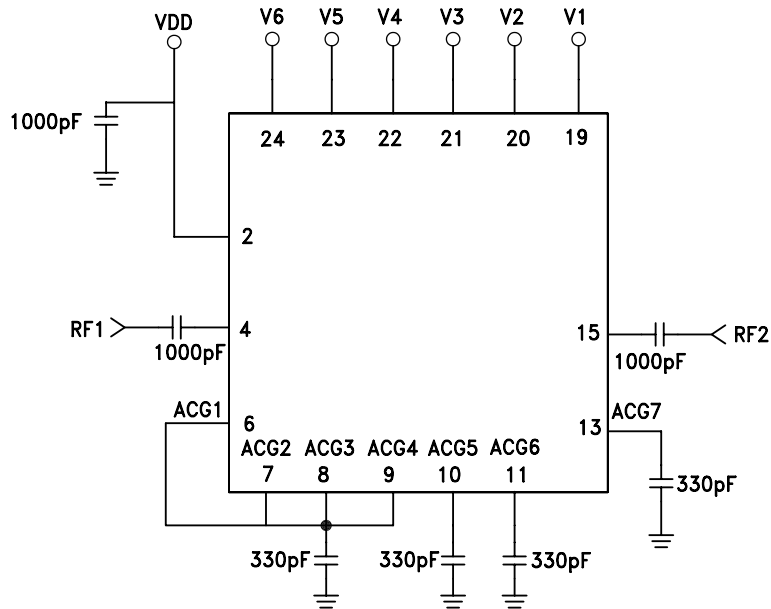 VDD
V6 V5 V4 V3 V2 V1
1000pF
24 23 22 21 20 19
2
RF1
4
1000pF
15
RF2
1000pF
ACG1
6
ACG7
13
ACG2 ACG3 ACG4 ACG5 ACG6
7 8 9 10 11
330pF
330pF 330pF 330pF